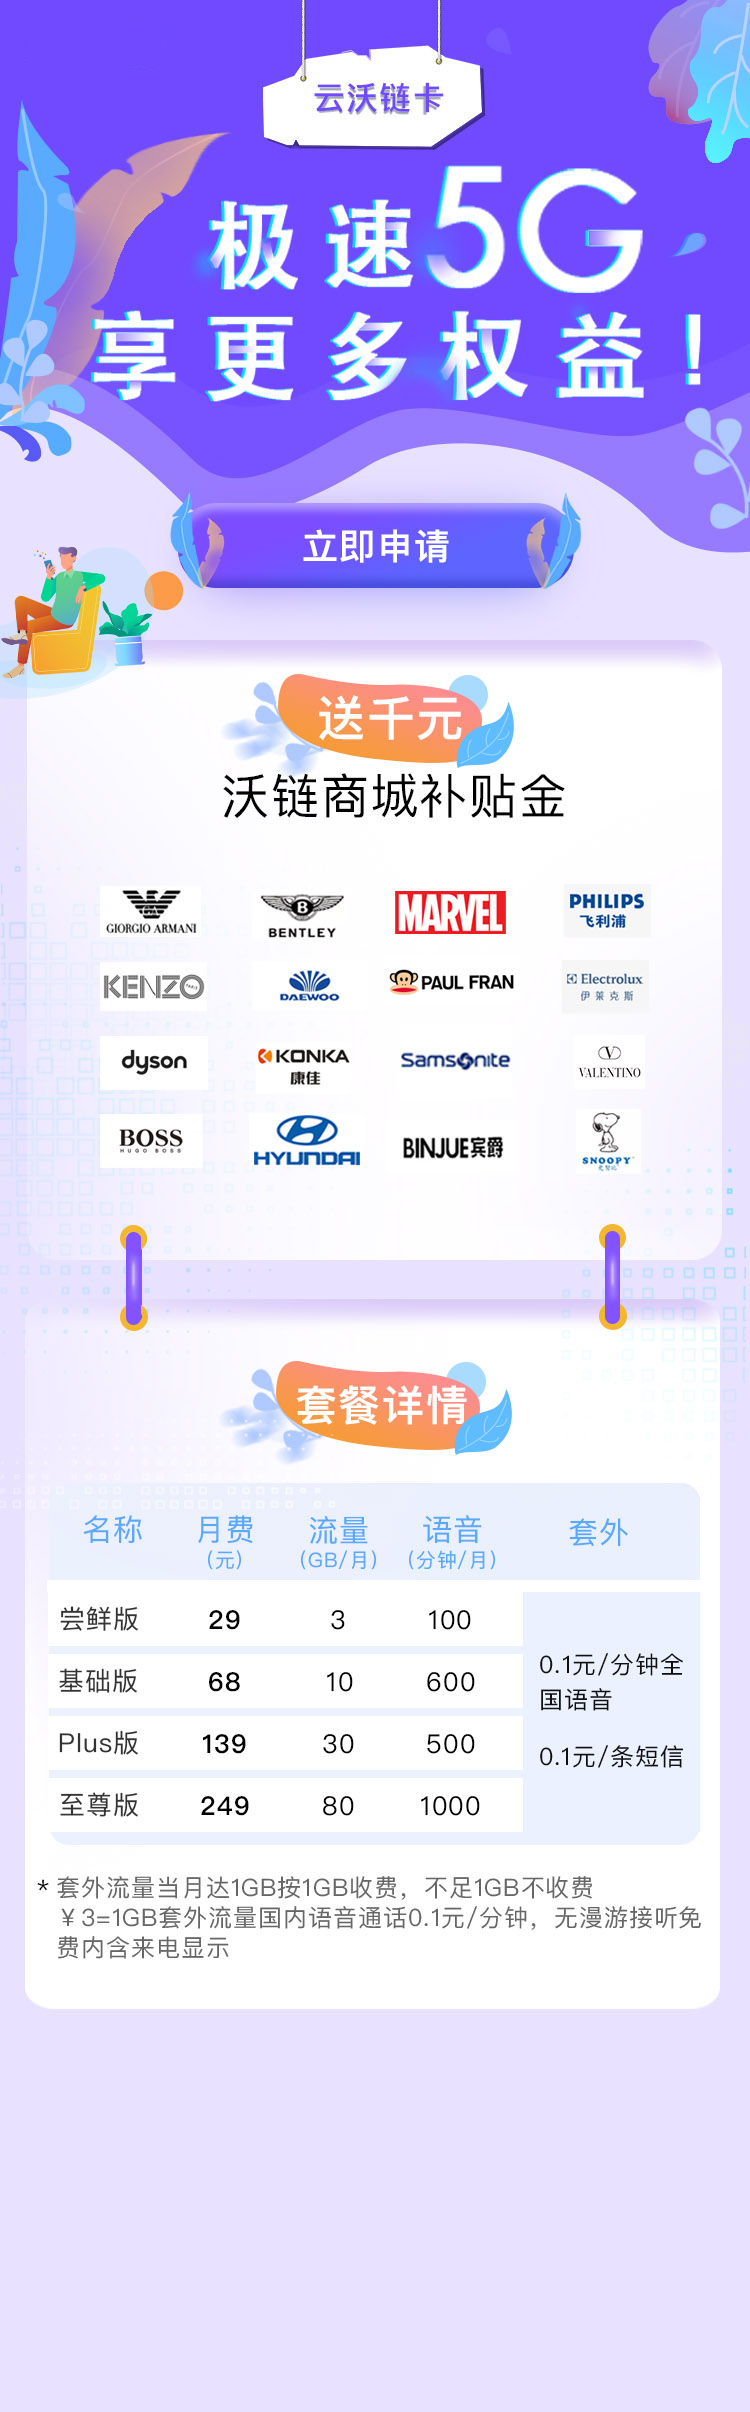 云沃链卡
极速5G
享更多权益！
立即申请
送千元
沃链商城补贴金
GIORGIO ARMANI
B
BENTLEY
MARVEL
PHILIPS
飞利浦
KENZO
PARIS
DAEWOO
PAUL FRAN
Electrolux
伊莱克斯
dyson
KONKA
康佳
Samsonite
V
VALENTINO
BOSS
HUGO BOSS
HYUNDAI
BINJUE宾爵
SNOOPY
史努比
套餐详情
名称 月费 流量 语音 套外
(元) (GB/月) (分钟/月)
尝鲜版 29 3 100
基础版 68 10 600
Plus版 139 30 500
至尊版 249 80 1000
0.1元/分钟全
国语音
0.1元/条短信
* 套外流量当月达1GB按1GB收费，不足1GB不收费
￥3=1GB套外流量国内语音通话0.1元/分钟，无漫游接听免
费内含来电显示